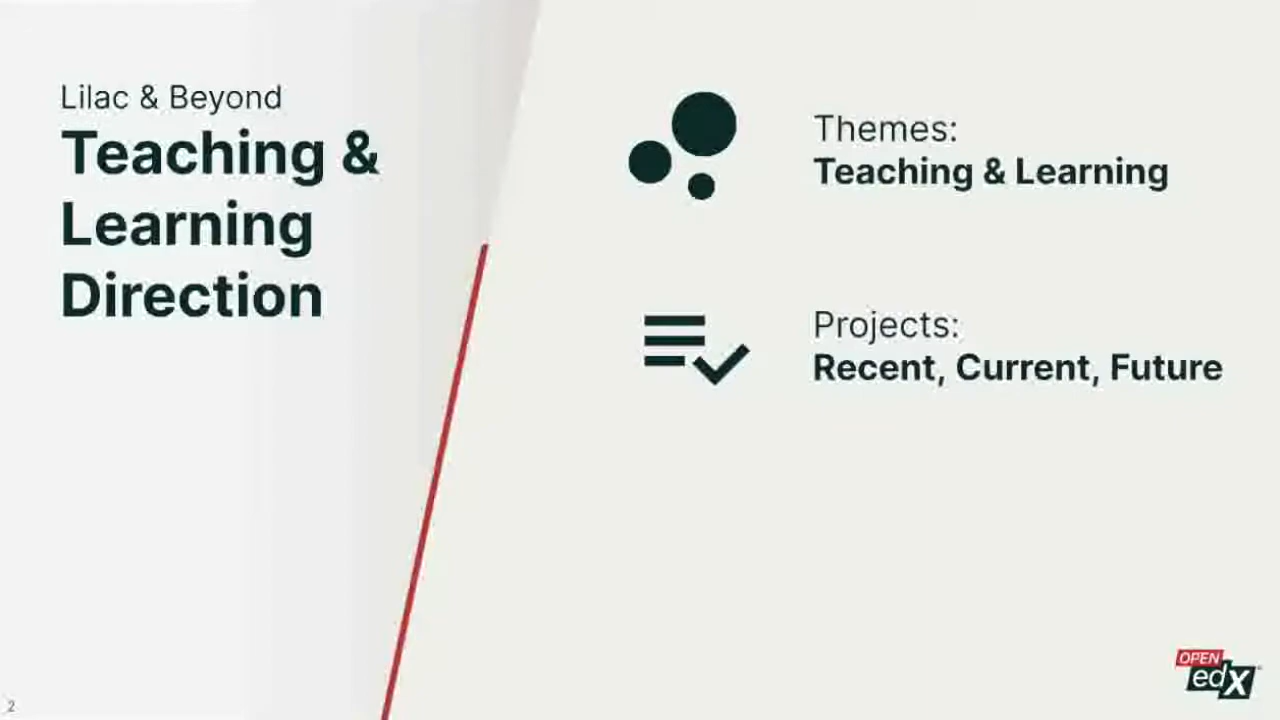 Lilac & Beyond
Teaching &
Learning
Direction
Themes:
Teaching & Learning
Projects:
Recent, Current, Future
OPEN
edX
2